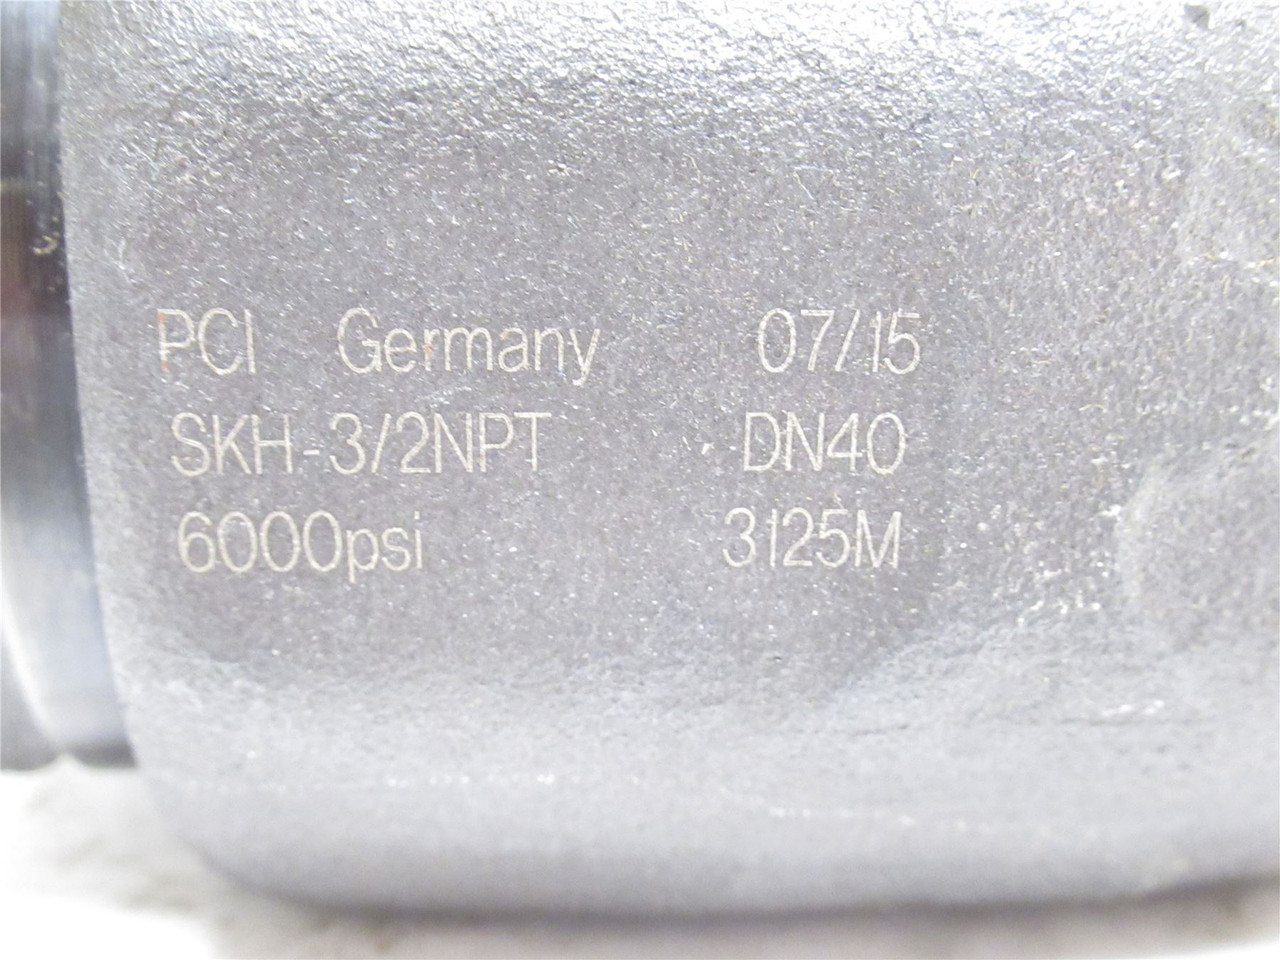 PCI Germany 07/15
SKH-3/2NPT DN40
6000psi 3125M